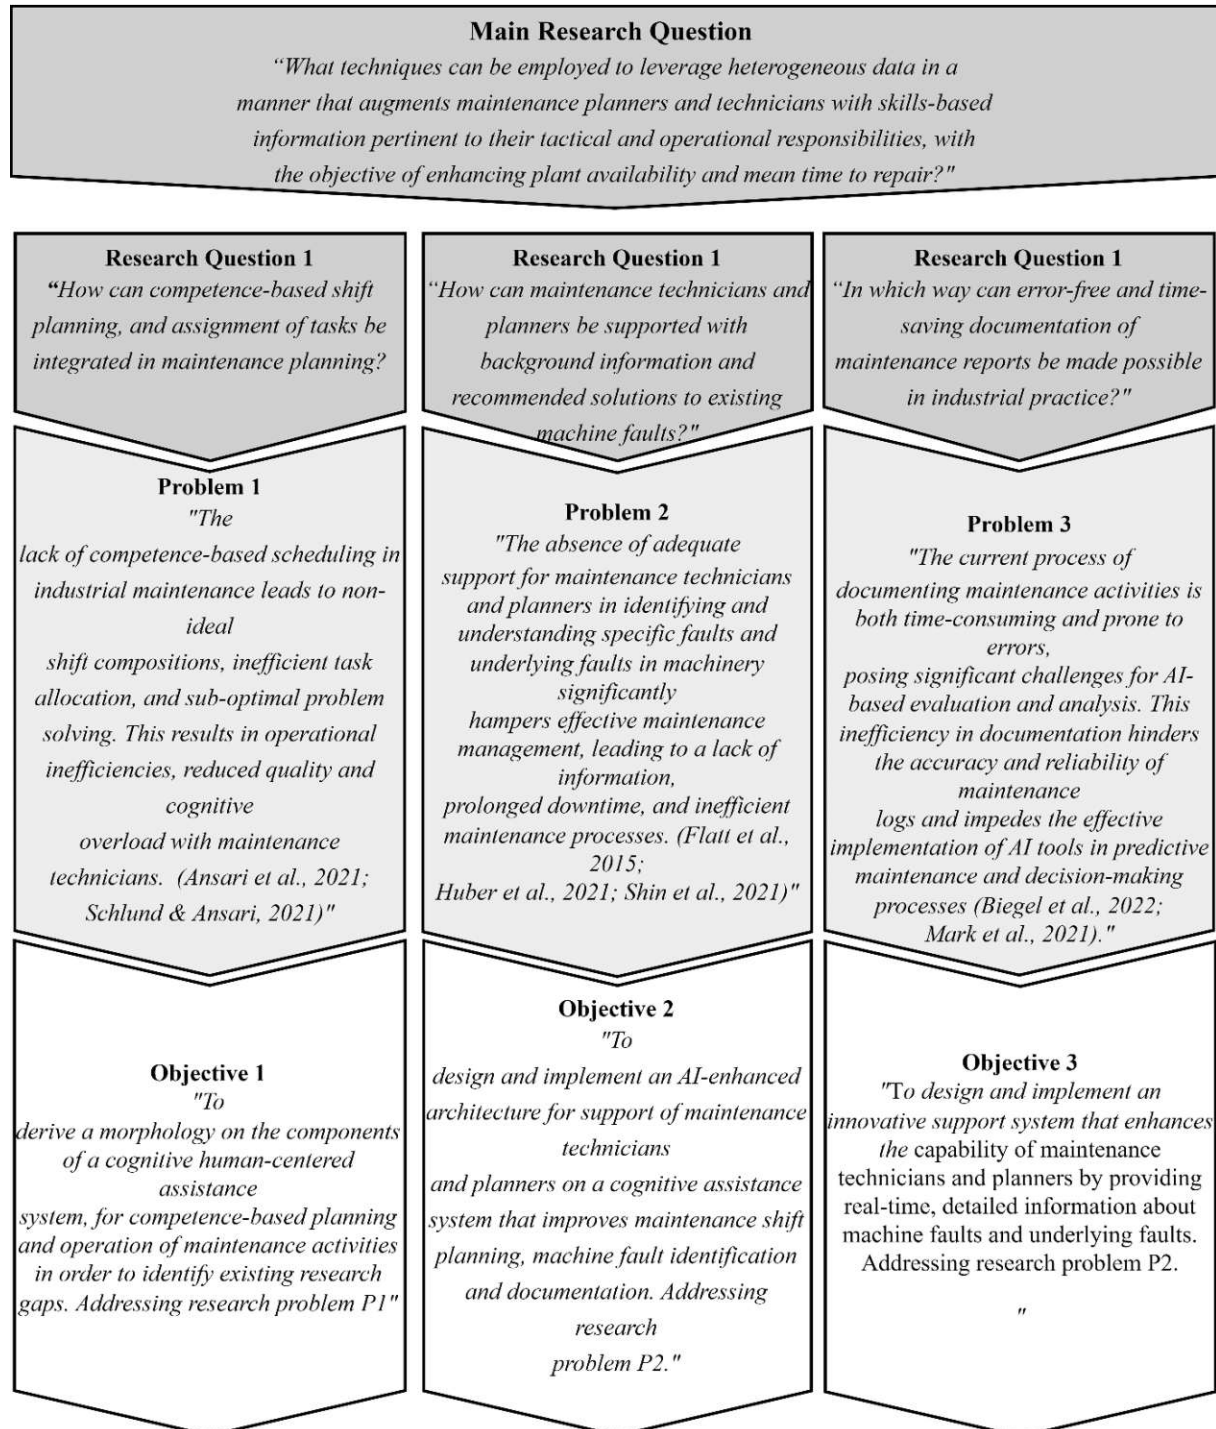 Main Research Question
“What techniques can be employed to leverage heterogeneous data in a
manner that augments maintenance planners and technicians with skills-based
information pertinent to their tactical and operational responsibilities, with
the objective of enhancing plant availability and mean time to repair?"
Research Question 1
“How can competence-based shift
planning, and assignment of tasks be
integrated in maintenance planning?
Problem 1
"The
lack of competence-based scheduling in
industrial maintenance leads to non-
ideal
shift compositions, inefficient task
allocation, and sub-optimal problem
solving. This results in operational
inefficiencies, reduced quality and
cognitive
overload with maintenance
technicians. (Ansari et al., 2021;
Schlund & Ansari, 2021)"
Objective 1
"To
derive a morphology on the components
of a cognitive human-centered
assistance
system, for competence-based planning
and operation of maintenance activities
in order to identify existing research
gaps. Addressing research problem P1"
Research Question 1
“How can maintenance technicians and
planners be supported with
background information and
recommended solutions to existing
machine faults?"
Problem 2
"The absence of adequate
support for maintenance technicians
and planners in identifying and
understanding specific faults and
underlying faults in machinery
significantly
hampers effective maintenance
management, leading to a lack of
information,
prolonged downtime, and inefficient
maintenance processes. (Flatt et al.,
2015;
Huber et al., 2021; Shin et al., 2021)"
Objective 2
"To
design and implement an AI-enhanced
architecture for support of maintenance
technicians
and planners on a cognitive assistance
system that improves maintenance shift
planning, machine fault identification
and documentation. Addressing
research
problem P2."
Research Question 1
“In which way can error-free and time-
saving documentation of
maintenance reports be made possible
in industrial practice?"
Problem 3
"The current process of
documenting maintenance activities is
both time-consuming and prone to
errors,
posing significant challenges for AI-
based evaluation and analysis. This
inefficiency in documentation hinders
the accuracy and reliability of
maintenance
logs and impedes the effective
implementation of AI tools in predictive
maintenance and decision-making
processes (Biegel et al., 2022;
Mark et al., 2021)."
Objective 3
"To design and implement an
innovative support system that enhances
the capability of maintenance
technicians and planners by providing
real-time, detailed information about
machine faults and underlying faults.
Addressing research problem P2.
"